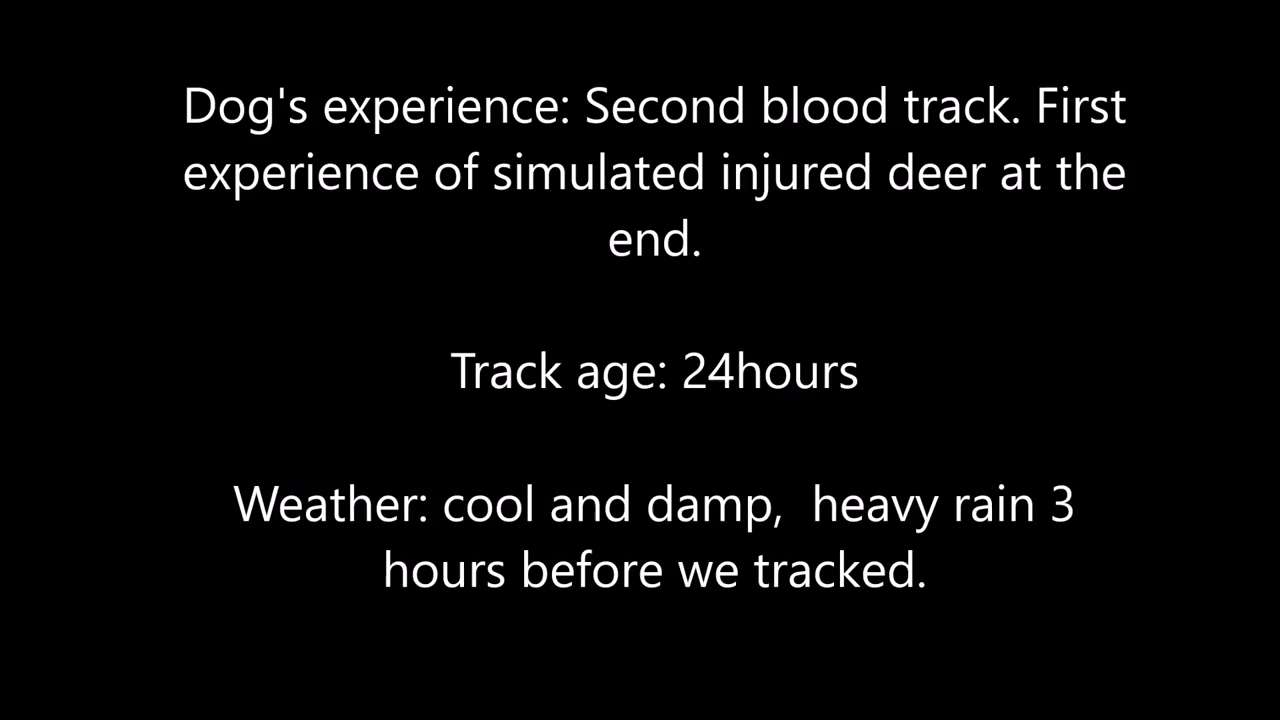 Dog's experience: Second blood track. First
experience of simulated injured deer at the
end.
Track age: 24hours
Weather: cool and damp,  heavy rain 3
hours before we tracked.